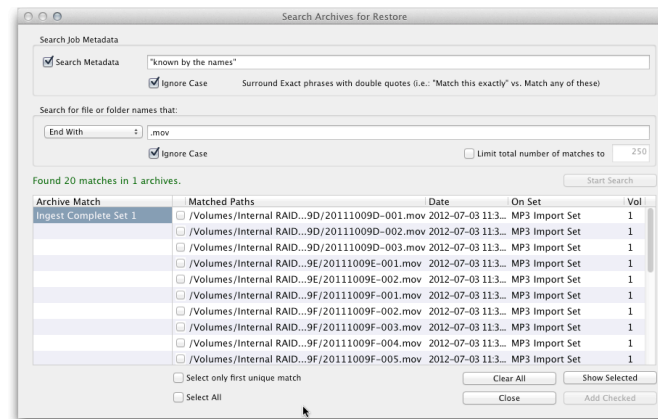 Search Archives for Restore
Search Job Metadata
Search Metadata "known by the names"
Ignore Case Surround Exact phrases with double quotes (i.e.: "Match this exactly" vs. Match any of these)
Search for file or folder names that:
End With .mov
Ignore Case Limit total number of matches to 250
Found 20 matches in 1 archives. Start Search
Archive Match Matched Paths Date On Set Vol
Ingest Complete Set 1 /Volumes/Internal RAID...9D/20111009D-001.mov 2012-07-03 11:3... MP3 Import Set 1
/Volumes/Internal RAID...9D/20111009D-002.mov 2012-07-03 11:3... MP3 Import Set 1
/Volumes/Internal RAID...9D/20111009D-003.mov 2012-07-03 11:3... MP3 Import Set 1
/Volumes/Internal RAID...9E/20111009E-001.mov 2012-07-03 11:3... MP3 Import Set 1
/Volumes/Internal RAID...9E/20111009E-002.mov 2012-07-03 11:3... MP3 Import Set 1
/Volumes/Internal RAID...9F/20111009F-001.mov 2012-07-03 11:3... MP3 Import Set 1
/Volumes/Internal RAID...9F/20111009F-002.mov 2012-07-03 11:3... MP3 Import Set 1
/Volumes/Internal RAID...9F/20111009F-003.mov 2012-07-03 11:3... MP3 Import Set 1
/Volumes/Internal RAID...9F/20111009F-004.mov 2012-07-03 11:3... MP3 Import Set 1
/Volumes/Internal RAID...9F/20111009F-005.mov 2012-07-03 11:3... MP3 Import Set 1
Select only first unique match Clear All Show Selected
Select All Close Add Checked